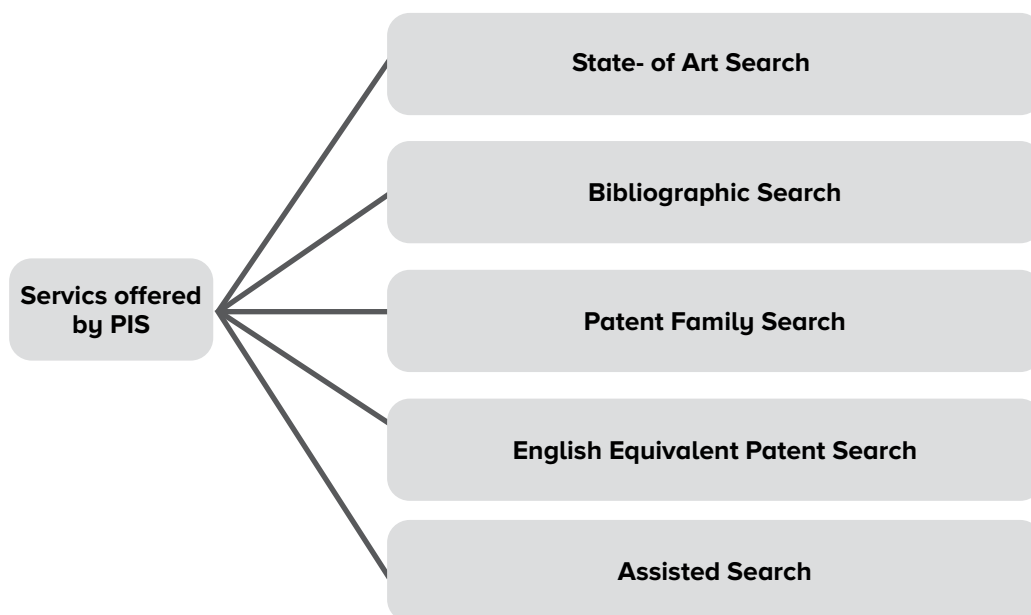 State- of Art Search
Bibliographic Search
Servics offered
by PIS
Patent Family Search
English Equivalent Patent Search
Assisted Search